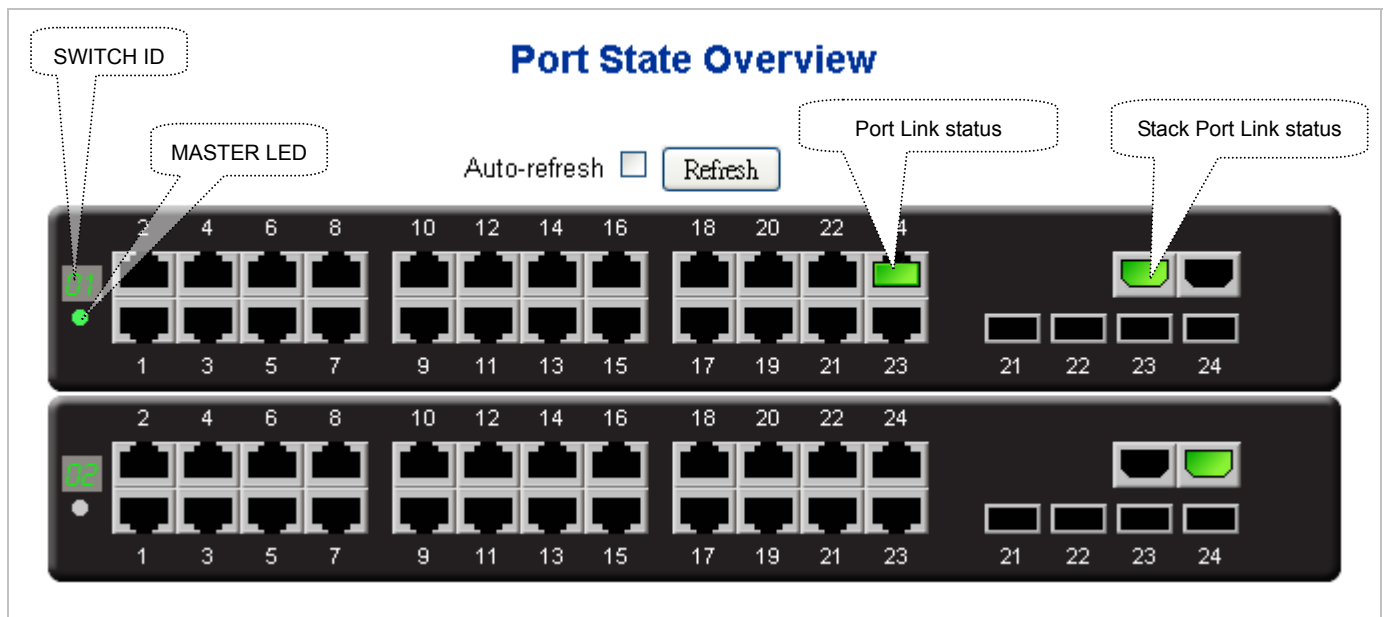 SWITCH ID
Port State Overview
MASTER LED
Port Link status
Stack Port Link status
Auto-refresh Refresh
2 4 6 8 10 12 14 16 18 20 22 24
01
1 3 5 7 9 11 13 15 17 19 21 23 21 22 23 24
2 4 6 8 10 12 14 16 18 20 22 24
02
1 3 5 7 9 11 13 15 17 19 21 23 21 22 23 24